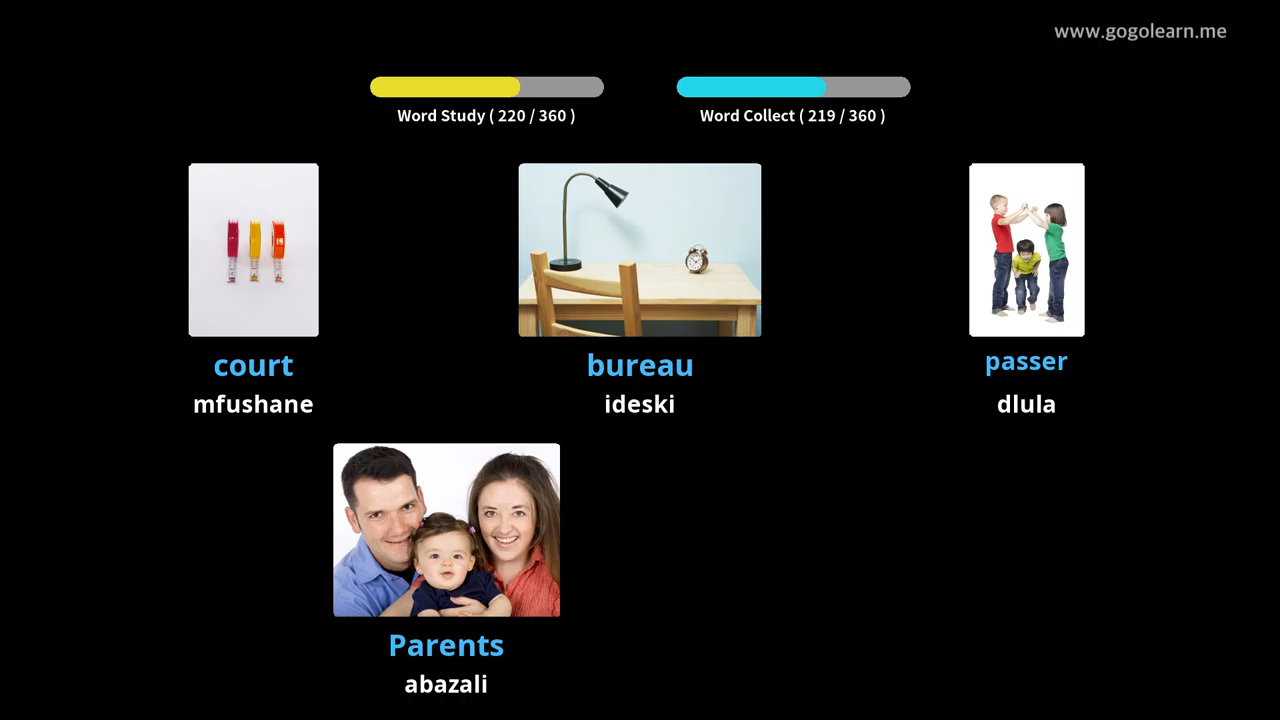 www.gogolearn.me
Word Study ( 220 / 360 )
Word Collect ( 219 / 360 )
court
mfushane
bureau
ideski
passer
dlula
Parents
abazali